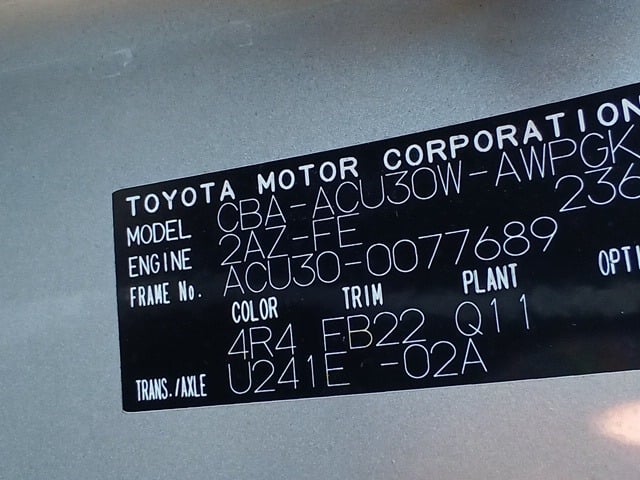 TOYOTA MOTOR CORPORATION
MODEL CBA-ACU30W-AWPGK
ENGINE 2AZ-FE 236
FRAME No. ACU30-0077689
COLOR TRIM PLANT OPTI
4R4 FB22 Q11
TRANS./AXLE U241E -02A